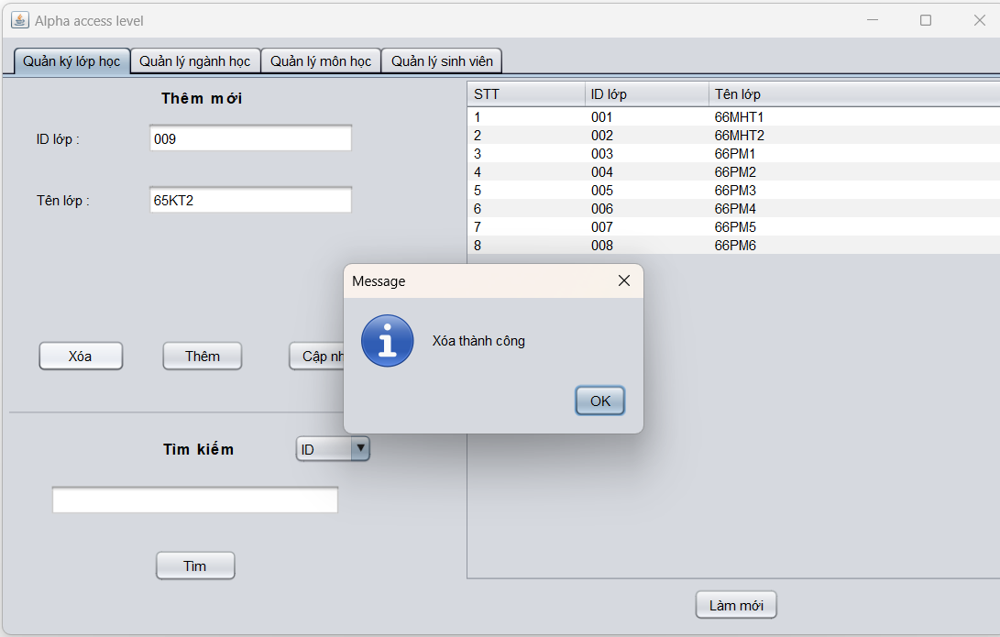 Alpha access level
Quản ký lớp học Quản lý ngành học Quản lý môn học Quản lý sinh viên
Thêm mới
ID lớp : 009
Tên lớp : 65KT2
Xóa Thêm Cập nh
Tìm kiếm ID
Tìm
STT ID lớp Tên lớp
1 001 66MHT1
2 002 66MHT2
3 003 66PM1
4 004 66PM2
5 005 66PM3
6 006 66PM4
7 007 66PM5
8 008 66PM6
Message
Xóa thành công
OK
Làm mới